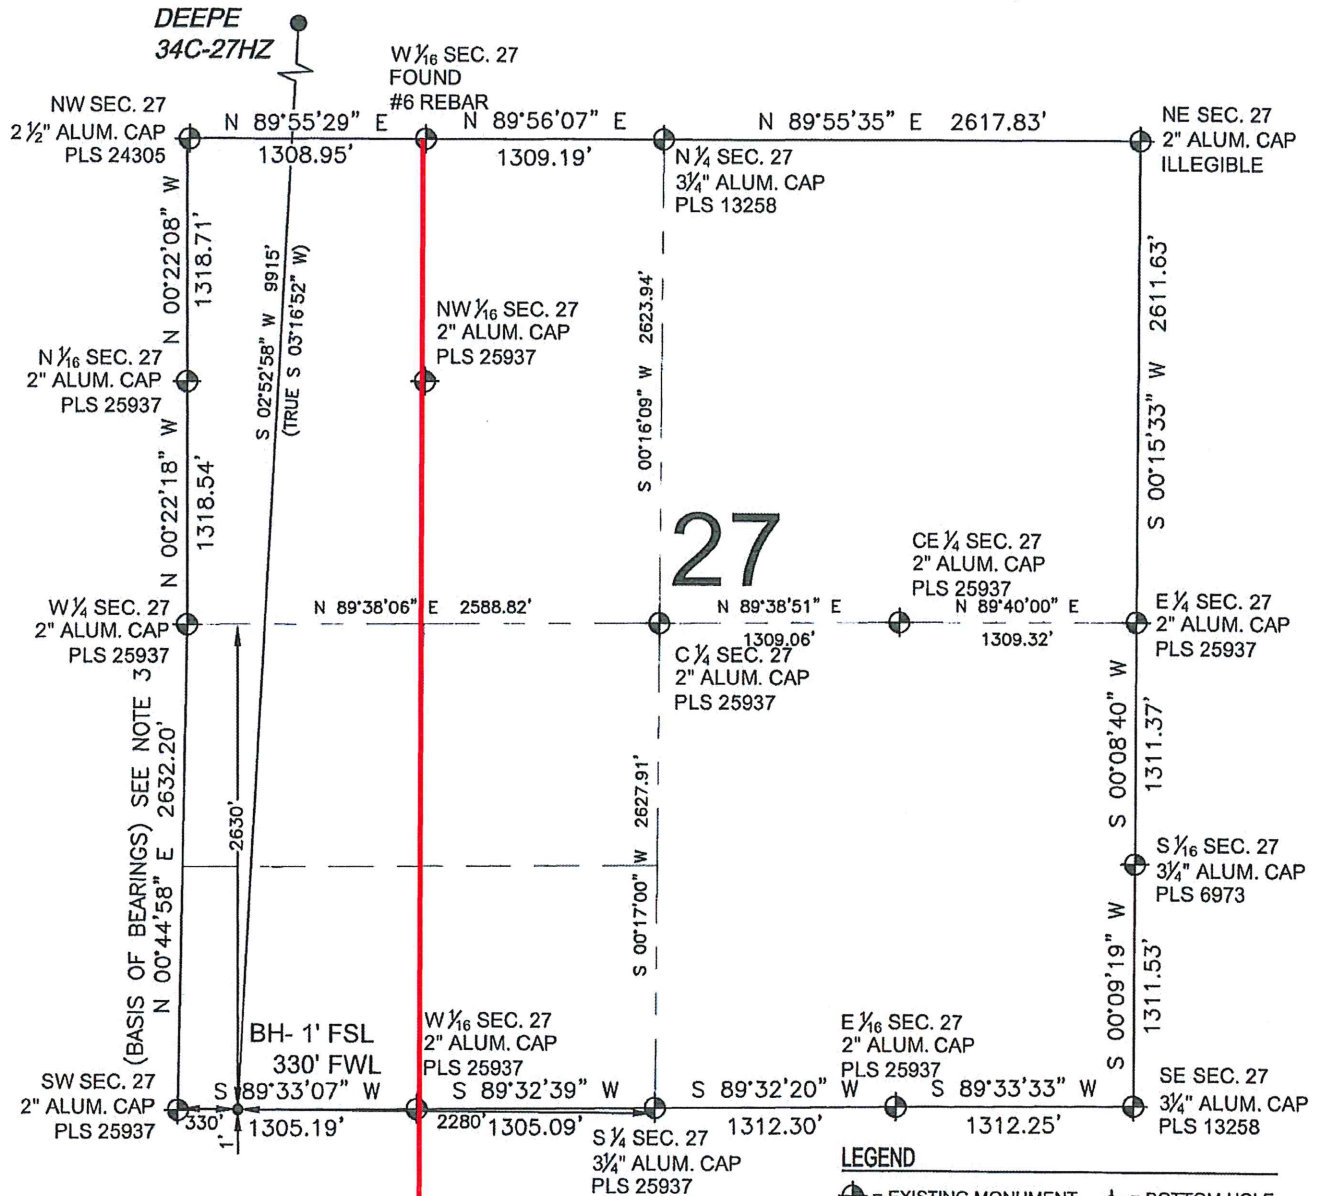 DEEPE
34C-27HZ
W 1/16 SEC. 27
FOUND
#6 REBAR
NW SEC. 27
2 1/2" ALUM. CAP
PLS 24305
N 89°55'29" E
1308.95'
N 89°56'07" E
1309.19'
N 89°55'35" E 2617.83'
NE SEC. 27
2" ALUM. CAP
ILLEGIBLE
N 1/4 SEC. 27
3 1/4" ALUM. CAP
PLS 13258
N 00°22'08" W
1318.71'
S 02°52'58" W 9915'
(TRUE S 03°16'52" W)
NW 1/16 SEC. 27
2" ALUM. CAP
PLS 25937
S 00°16'09" W 2623.94'
S 00°15'33" W 2611.63'
N 1/16 SEC. 27
2" ALUM. CAP
PLS 25937
N 00°22'18" W
1318.54'
27
CE 1/4 SEC. 27
2" ALUM. CAP
PLS 25937
W 1/4 SEC. 27
2" ALUM. CAP
PLS 25937
N 89°38'06" E 2588.82'
N 89°38'51" E
1309.06'
N 89°40'00" E
1309.32'
E 1/4 SEC. 27
2" ALUM. CAP
PLS 25937
C 1/4 SEC. 27
2" ALUM. CAP
PLS 25937
(BASIS OF BEARINGS) SEE NOTE 3
N 00°44'58" E 2632.20'
2630'
S 00°17'00" W 2627.91'
S 00°08'40" W
1311.37'
S 1/16 SEC. 27
3 1/4" ALUM. CAP
PLS 6973
S 00°09'19" W
1311.53'
BH- 1' FSL
330' FWL
W 1/16 SEC. 27
2" ALUM. CAP
PLS 25937
E 1/16 SEC. 27
2" ALUM. CAP
PLS 25937
SW SEC. 27
2" ALUM. CAP
PLS 25937
S 89°33'07" W
S 89°32'39" W
S 89°32'20" W
S 89°33'33" W
SE SEC. 27
3 1/4" ALUM. CAP
PLS 13258
330'
1'
1305.19'
2280'
1305.09'
1312.30'
1312.25'
S 1/4 SEC. 27
3 1/4" ALUM. CAP
PLS 25937
LEGEND
= EXISTING MONUMENT
= BOTTOM HOLE